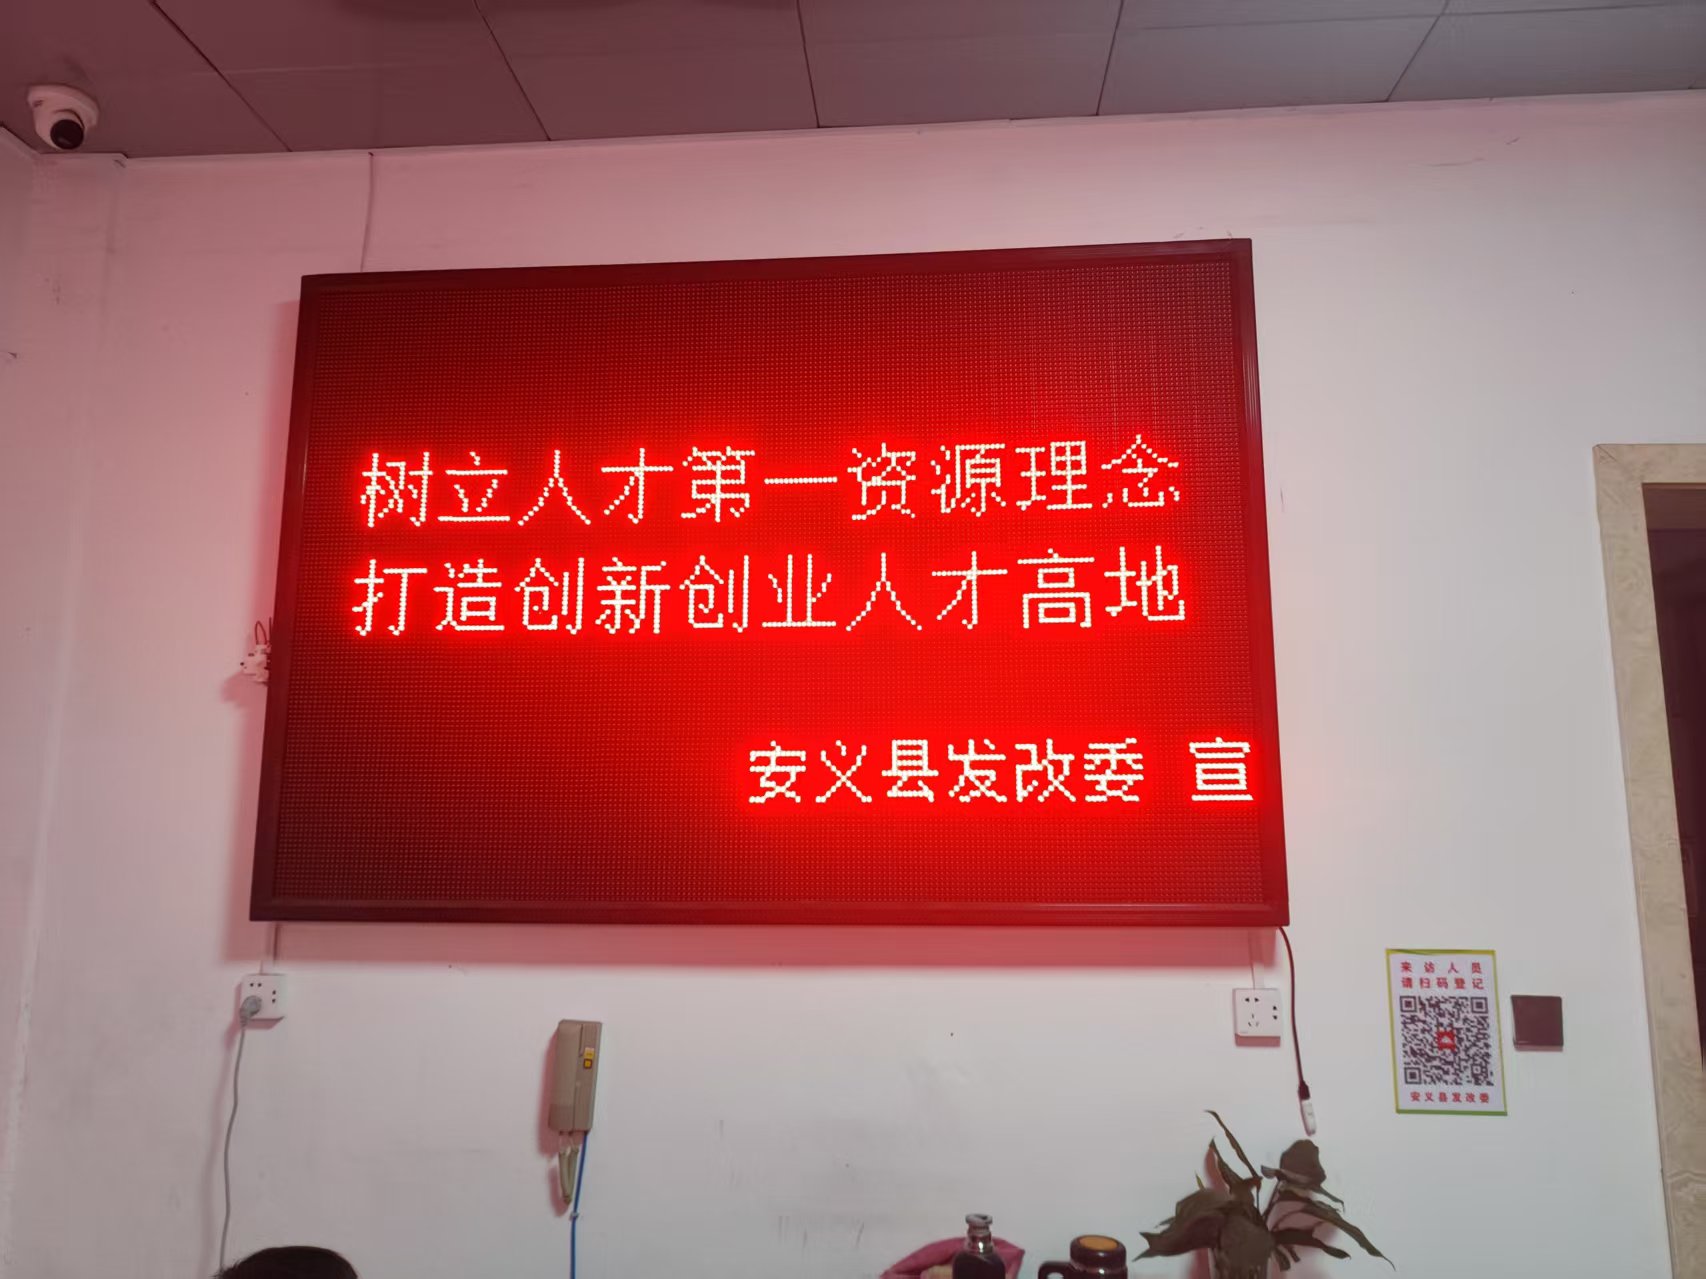 树立人才第一资源理念
打造创新创业人才高地
安义县发改委 宣
来访人员
请扫码登记
安义县发改委